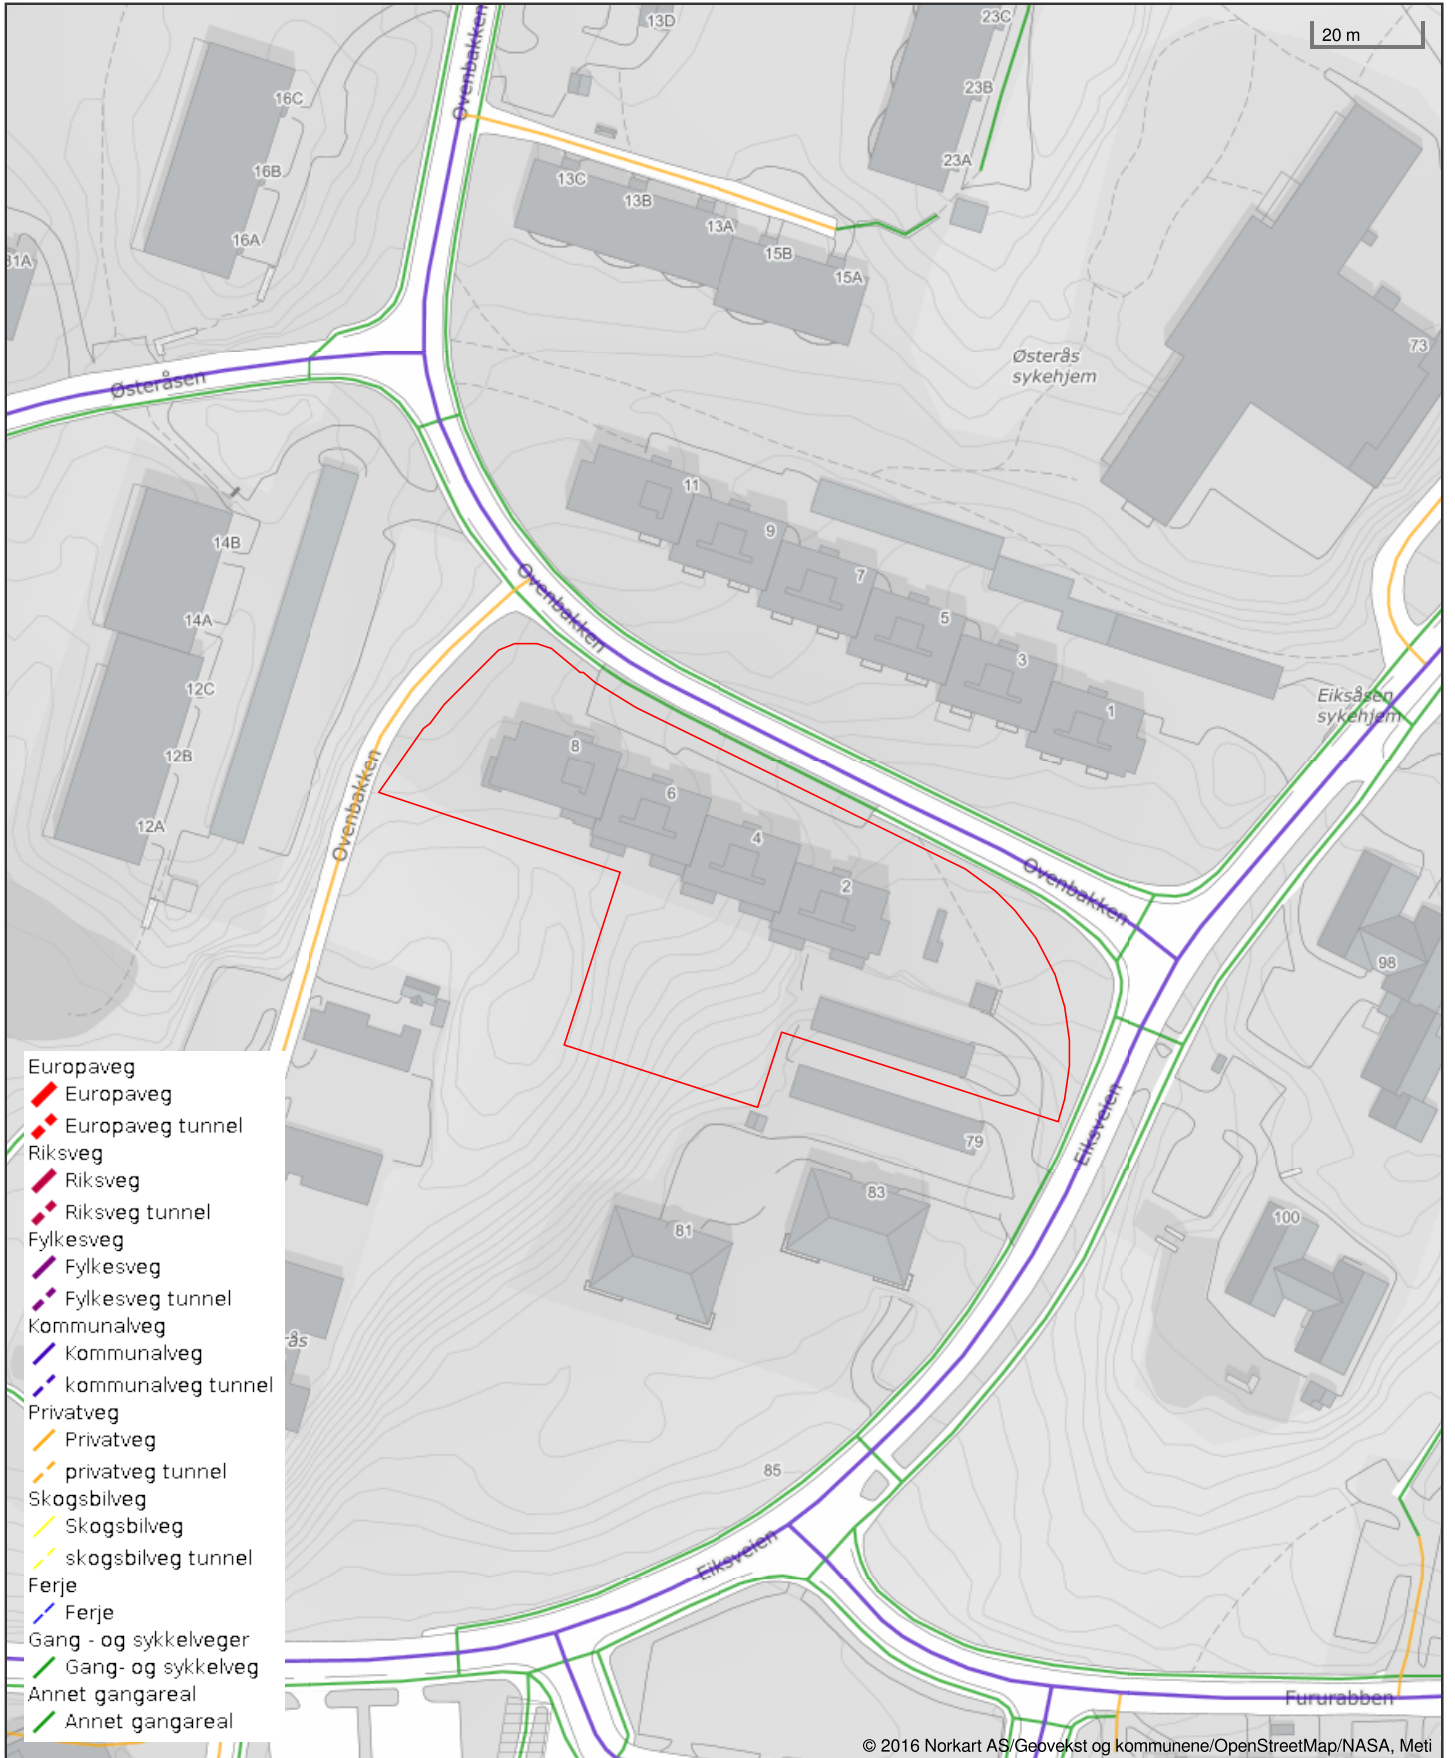 Ovenbakken
13D
23C
20 m
16C
23B
16B
23A
13C
13B
13A
16A
15B
15A
31A
73
Østerås
sykehjem
Østeråsen
11
9
14B
7
Ovenbakken
14A
5
3
12C
1
Eiksåsen
sykehjem
8
12B
6
Ovenbakken
4
12A
2
Ovenbakken
98
79
Eiksveien
83
81
100
ås
85
Eiksveien
Fururabben
Europaveg
Europaveg
Europaveg tunnel
Riksveg
Riksveg
Riksveg tunnel
Fylkesveg
Fylkesveg
Fylkesveg tunnel
Kommunalveg
Kommunalveg
kommunalveg tunnel
Privatveg
Privatveg
privatveg tunnel
Skogsbilveg
Skogsbilveg
skogsbilveg tunnel
Ferje
Ferje
Gang - og sykkelveger
Gang- og sykkelveg
Annet gangareal
Annet gangareal
© 2016 Norkart AS/Geovekst og kommunene/OpenStreetMap/NASA, Meti